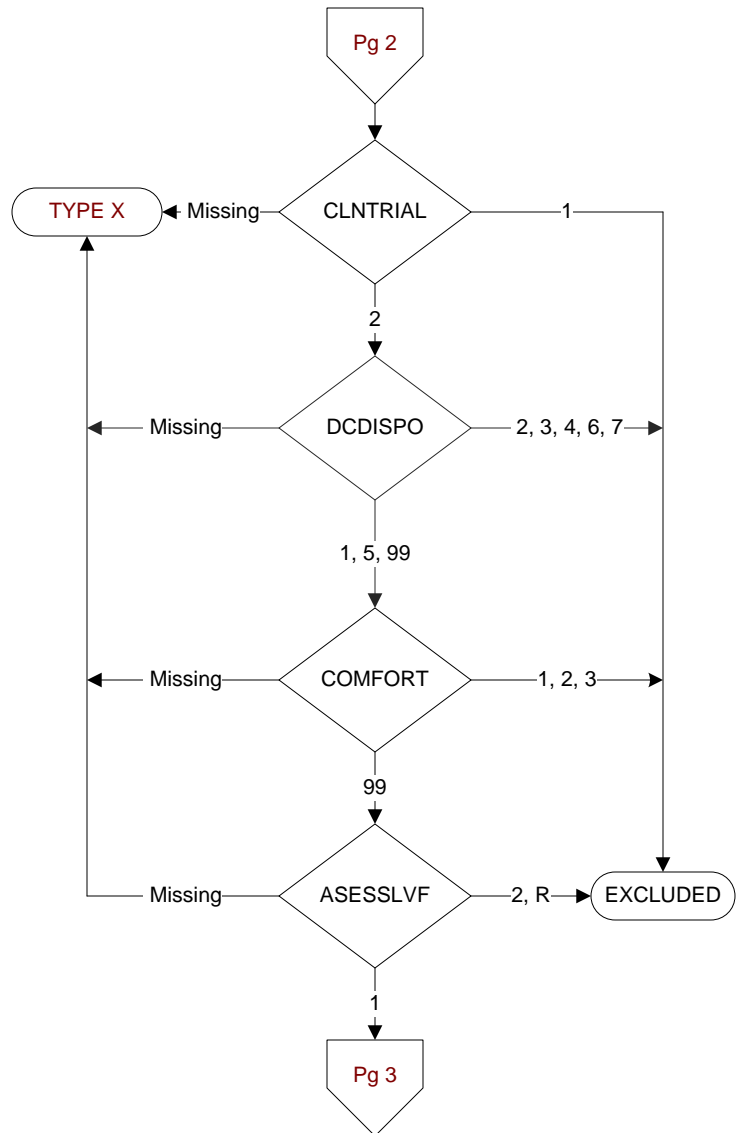 Pg 2
TYPE X
Missing
CLNTRIAL
1
2
Missing
DCDISPO
2, 3, 4, 6, 7
1, 5, 99
Missing
COMFORT
1, 2, 3
99
Missing
ASESSLVF
2, R
EXCLUDED
1
Pg 3